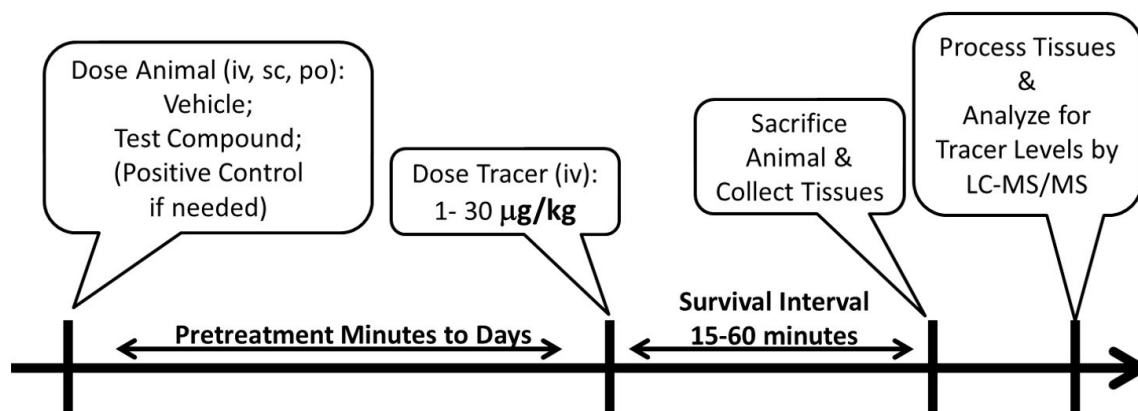 Dose Animal (iv, sc, po):
Vehicle;
Test Compound;
(Positive Control
if needed)
Dose Tracer (iv):
1- 30 μg/kg
Sacrifice
Animal &
Collect Tissues
Process Tissues
&
Analyze for
Tracer Levels by
LC-MS/MS
Pretreatment Minutes to Days
Survival Interval
15-60 minutes